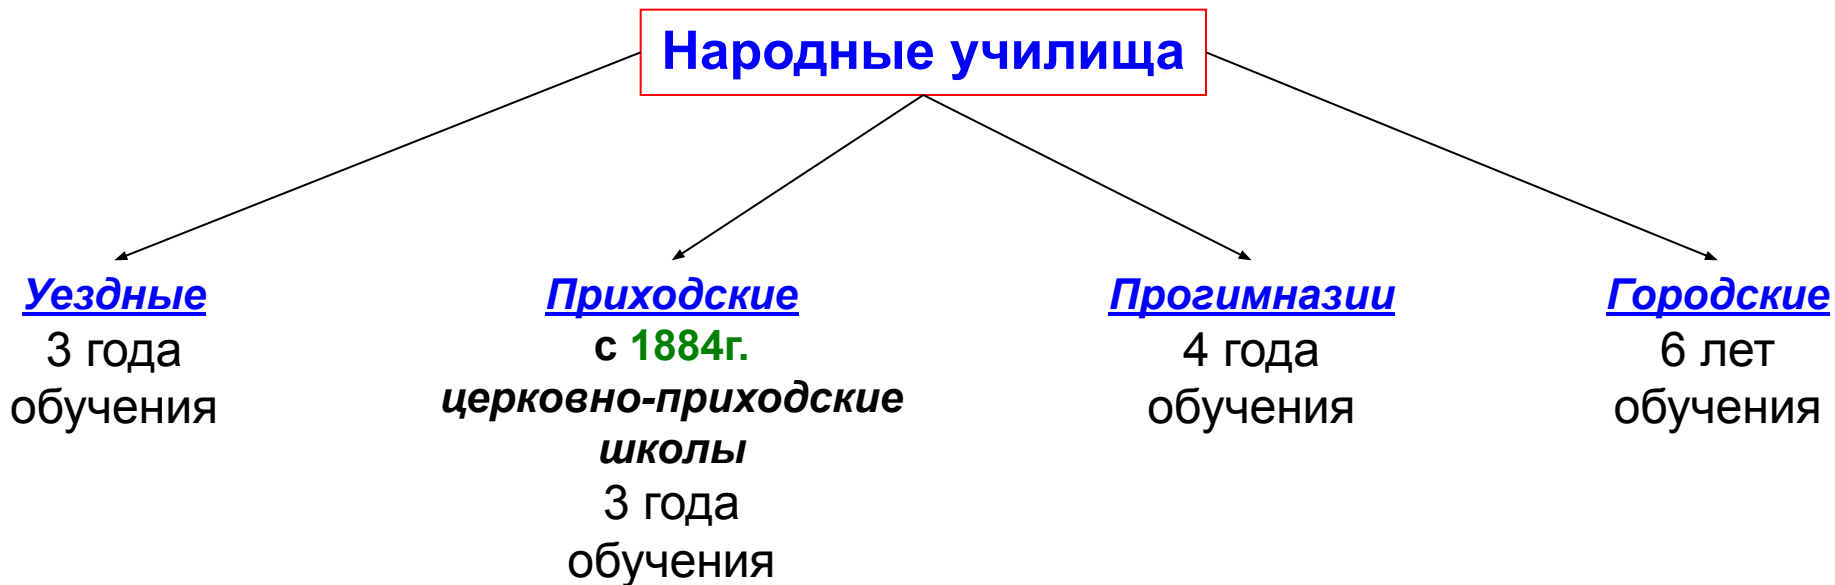 Народные училища
Уездные
3 года
обучения
Приходские
с 1884г.
церковно-приходские
школы
3 года
обучения
Прогимназии
4 года
обучения
Городские
6 лет
обучения